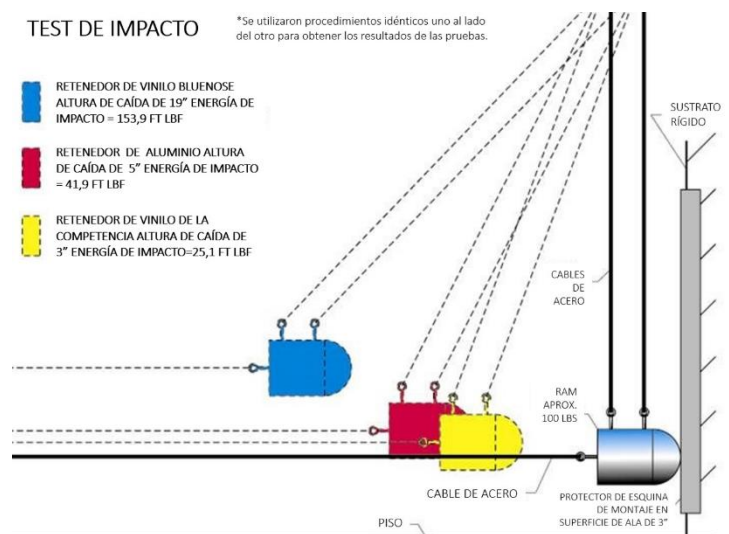 TEST DE IMPACTO
*Se utilizaron procedimientos idénticos uno al lado
del otro para obtener los resultados de las pruebas.
RETENEDOR DE VINILO BLUENOSE
ALTURA DE CAÍDA DE 19” ENERGÍA DE
IMPACTO = 153,9 FT LBF
RETENEDOR DE ALUMINIO ALTURA
DE CAÍDA DE 5” ENERGÍA DE IMPACTO
= 41,9 FT LBF
RETENEDOR DE VINILO DE LA
COMPETENCIA ALTURA DE CAÍDA DE
3” ENERGÍA DE IMPACTO=25,1 FT LBF
SUSTRATO
RÍGIDO
CABLES
DE
ACERO
RAM
APROX.
100 LBS
CABLE DE ACERO
PROTECTOR DE ESQUINA
DE MONTAJE EN
SUPERFICIE DE ALA DE 3”
PISO